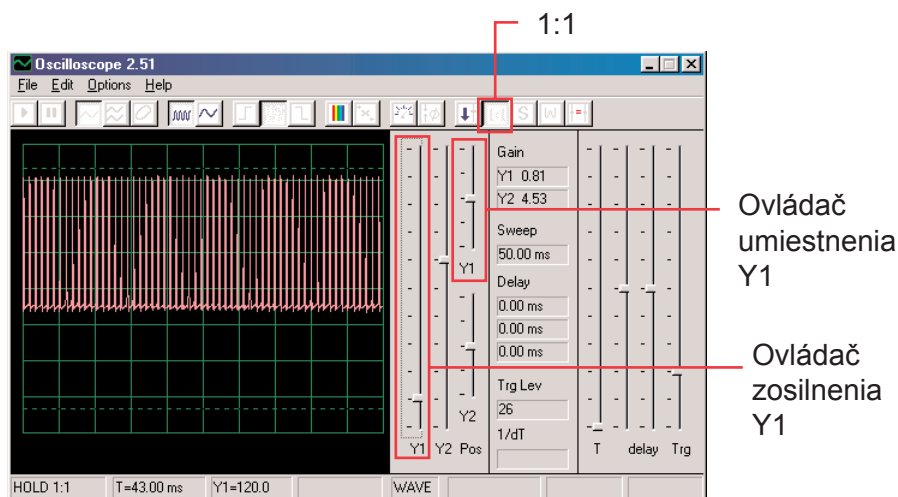 1:1
Oscilloscope 2.51
File Edit Options Help
S W
Gain
Y1 0.81
Y2 4.53
Sweep
50.00 ms
Y1
Delay
0.00 ms
0.00 ms
0.00 ms
Trg Lev
26
Y2
1/dT
Y1 Y2 Pos
T delay Trg
Ovládač
umiestnenia
Y1
Ovládač
zosilnenia
Y1
HOLD 1:1 T=43.00 ms Y1=120.0 WAVE